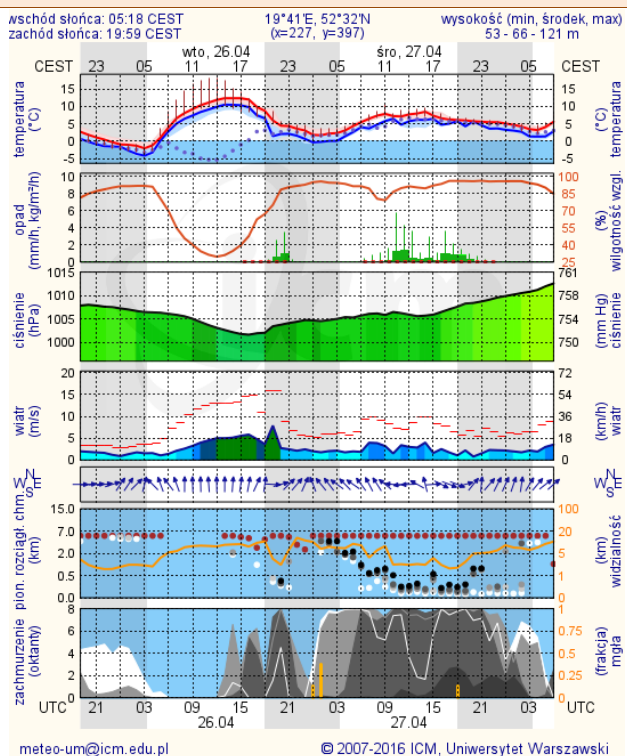 wschód słońca: 05:18 CEST 19°41'E, 52°32'N wysokość (min, środek, max)
zachód słońca: 19:59 CEST (x=227, y=397) 53 - 66 - 121 m
wto, 26.04 śro, 27.04
CEST 23 05 11 17 23 05 11 17 23 05 CEST
temperatura (°C) 15 10 5 0 -5 15 10 5 0 -5 temperatura (°C)
opad (mm/h, kg/m²/h) 10 8 6 4 2 0 100 85 70 55 40 25 (%) wilgotność wzgl.
ciśnienie (hPa) 1015 1010 1005 1000 761 758 754 750 (mm Hg) ciśnienie
wiatr (m/s) 20 15 10 5 0 72 54 36 18 0 (km/h) wiatr
N W E S N W E S
pion. rozciągł. chm. (km) 15.0 7.0 2.0 0.5 0.0 100 20 5 1 0 (km) widzialność
zachmurzenie (oktanty) 8 6 4 2 0 1 0.75 0.5 0.25 0 (frakcja) mgła
UTC 21 03 09 15 21 03 09 15 21 03 UTC
26.04 27.04
meteo-um@icm.edu.pl © 2007-2016 ICM, Uniwersytet Warszawski